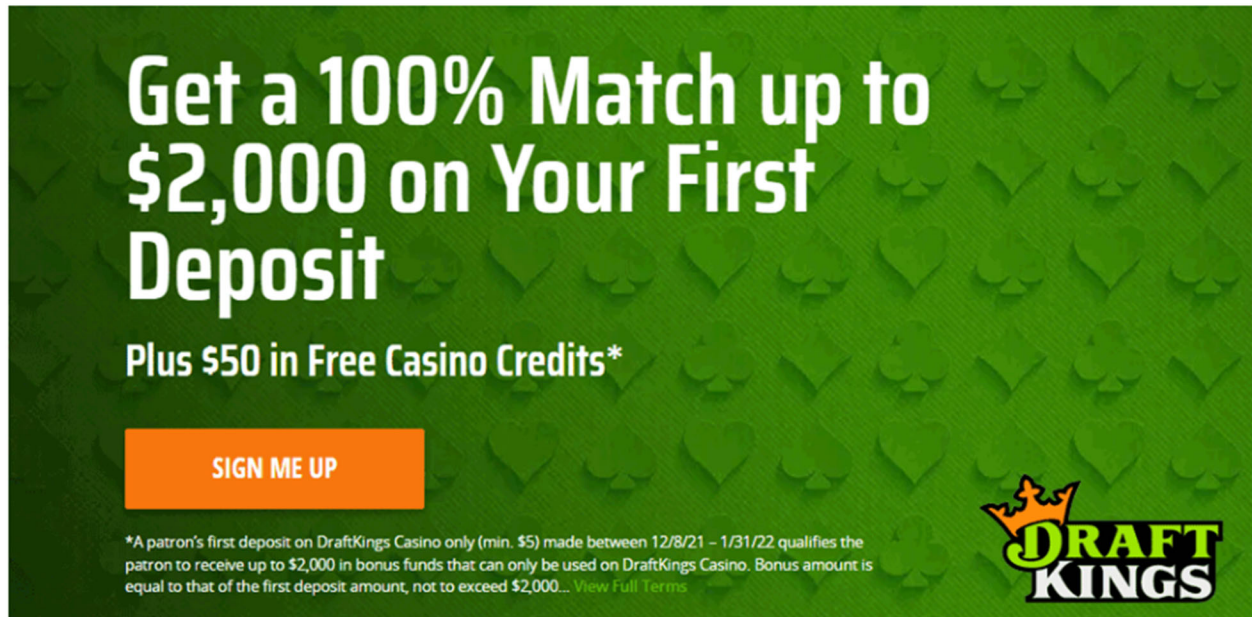 Get a 100% Match up to
$2,000 on Your First
Deposit
Plus $50 in Free Casino Credits*
SIGN ME UP
*A patron's first deposit on DraftKings Casino only (min. $5) made between 12/8/21 – 1/31/22 qualifies the
patron to receive up to $2,000 in bonus funds that can only be used on DraftKings Casino. Bonus amount is
equal to that of the first deposit amount, not to exceed $2,000... View Full Terms
DRAFT
KINGS